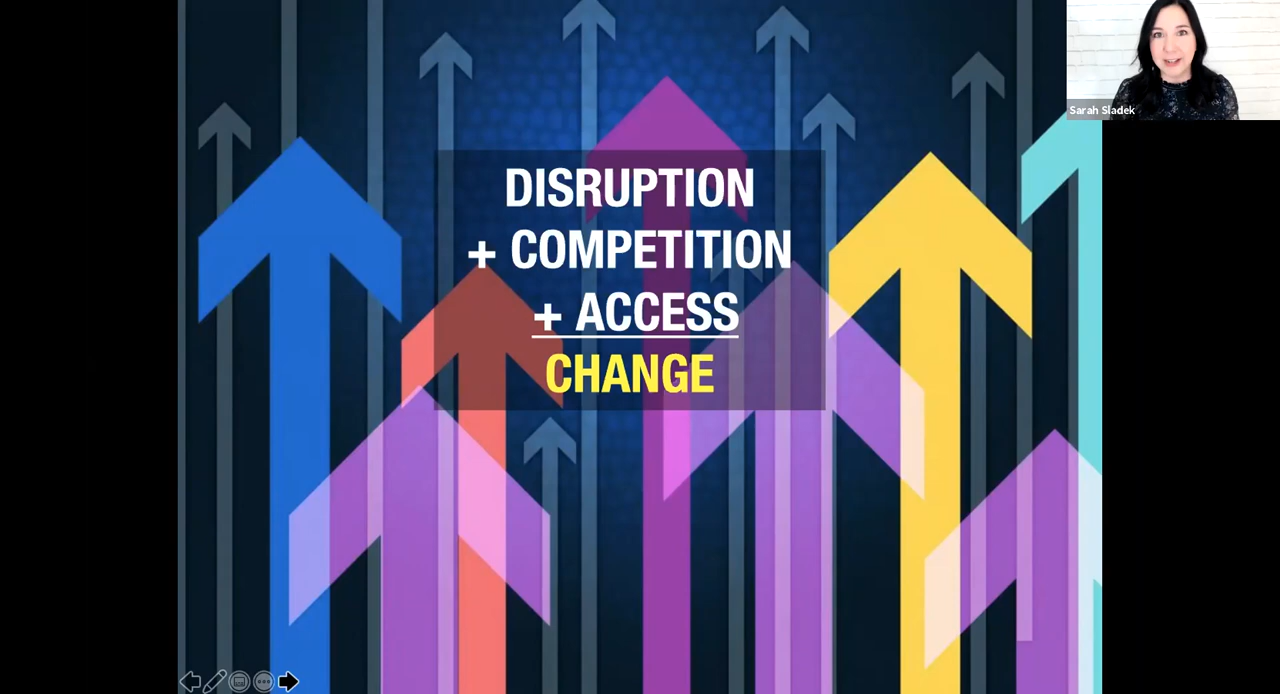 DISRUPTION
+ COMPETITION
+ ACCESS
CHANGE
Sarah Sladek